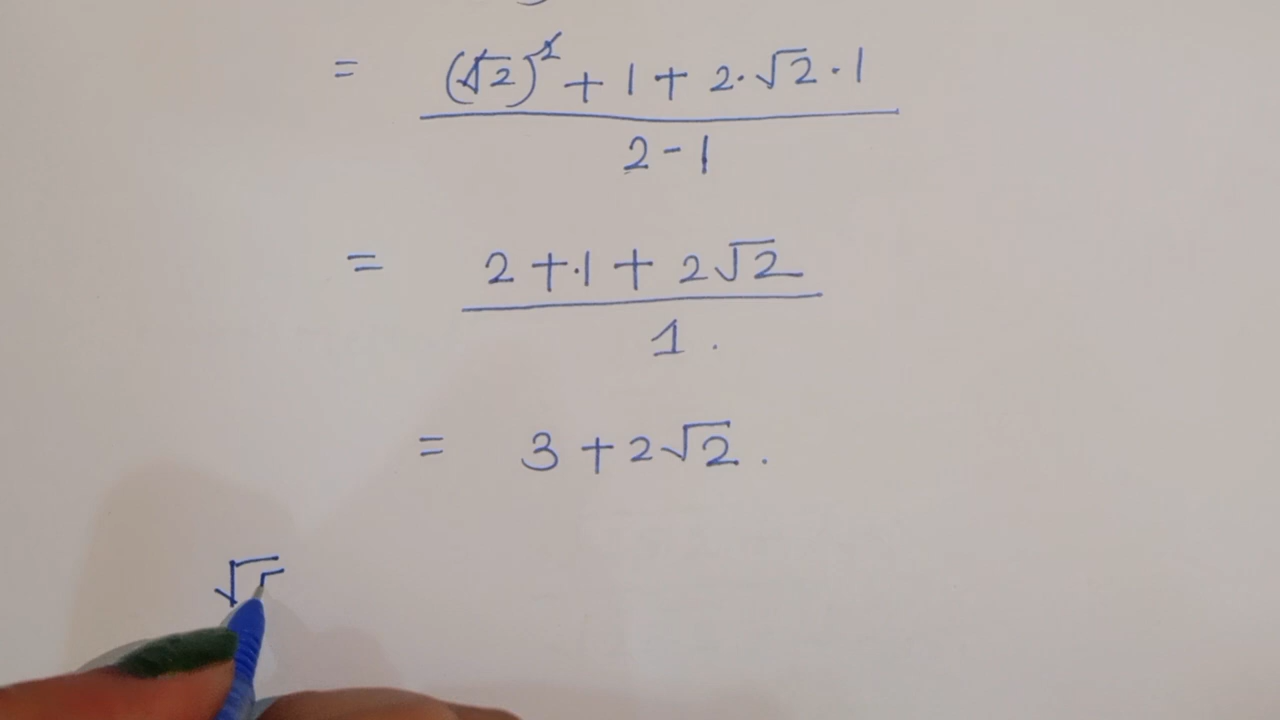 = (√2)² + 1 + 2·√2·1
2 - 1
= 2 + 1 + 2√2
1.
= 3 + 2√2.
√